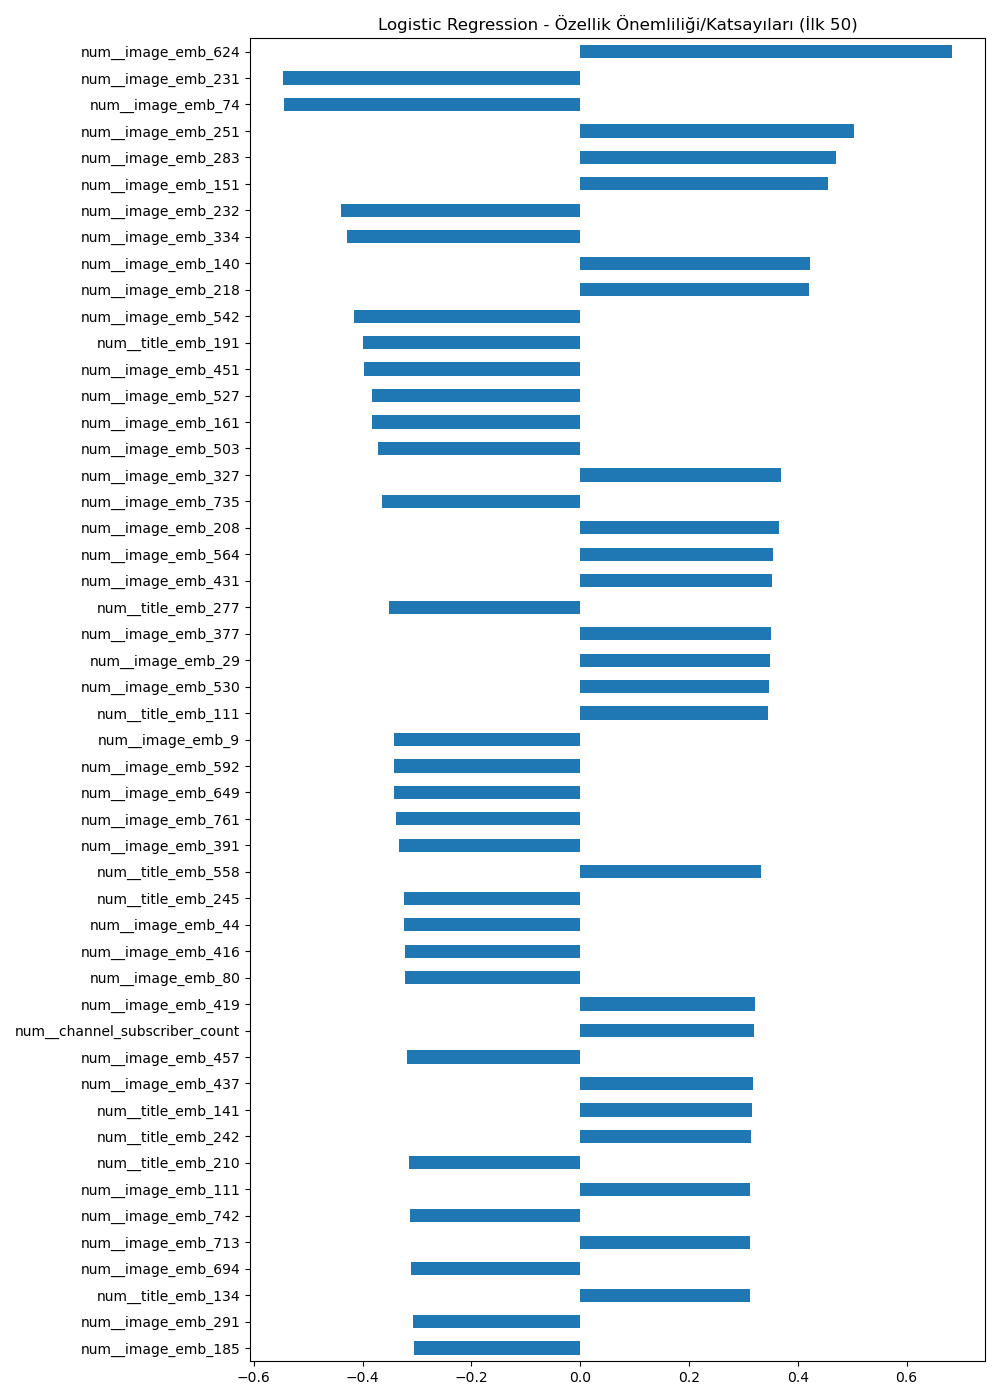 Logistic Regression - Özellik Önemliliği/Katsayıları (İlk 50)
num__image_emb_624
num__image_emb_231
num__image_emb_74
num__image_emb_251
num__image_emb_283
num__image_emb_151
num__image_emb_232
num__image_emb_334
num__image_emb_140
num__image_emb_218
num__image_emb_542
num__title_emb_191
num__image_emb_451
num__image_emb_527
num__image_emb_161
num__image_emb_503
num__image_emb_327
num__image_emb_735
num__image_emb_208
num__image_emb_564
num__image_emb_431
num__title_emb_277
num__image_emb_377
num__image_emb_29
num__image_emb_530
num__title_emb_111
num__image_emb_9
num__image_emb_592
num__image_emb_649
num__image_emb_761
num__image_emb_391
num__title_emb_558
num__title_emb_245
num__image_emb_44
num__image_emb_416
num__image_emb_80
num__image_emb_419
num__channel_subscriber_count
num__image_emb_457
num__image_emb_437
num__title_emb_141
num__title_emb_242
num__title_emb_210
num__image_emb_111
num__image_emb_742
num__image_emb_713
num__image_emb_694
num__title_emb_134
num__image_emb_291
num__image_emb_185
−0.6 −0.4 −0.2 0.0 0.2 0.4 0.6